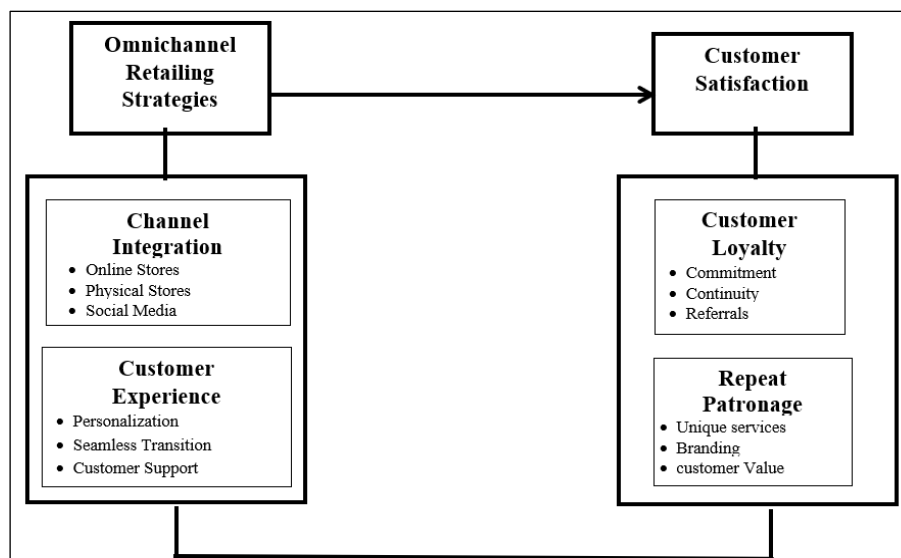 Omnichannel
Retailing
Strategies
Customer
Satisfaction
Channel
Integration
• Online Stores
• Physical Stores
• Social Media
Customer
Experience
• Personalization
• Seamless Transition
• Customer Support
Customer
Loyalty
• Commitment
• Continuity
• Referrals
Repeat
Patronage
• Unique services
• Branding
• customer Value